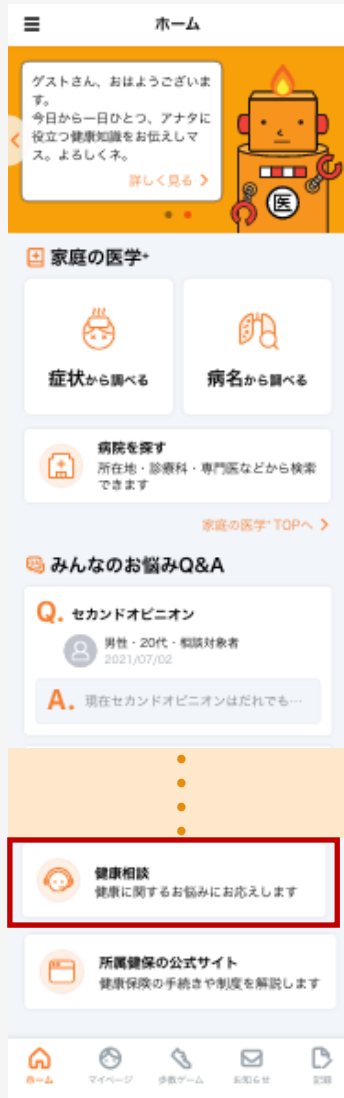 ホーム
ゲストさん、おはようございま
す。
今日から一日ひとつ、アナタに
役立つ健康知識をお伝えしマ
ス。よろしくネ。
詳しく見る
医
家庭の医学+
症状から調べる
病名から調べる
病院を探す
所在地・診療科・専門医などから検索
できます
家庭の医学+TOPへ
みんなのお悩みQ&A
Q. セカンドオピニオン
男性・20代・相談対象者
2021/07/02
A. 現在セカンドオピニオンはだれでも…
健康相談
健康に関するお悩みにお応えします
所属健保の公式サイト
健康保険の手続きや制度を解説します
ホーム マイページ 歩数ゲーム お知らせ 記録